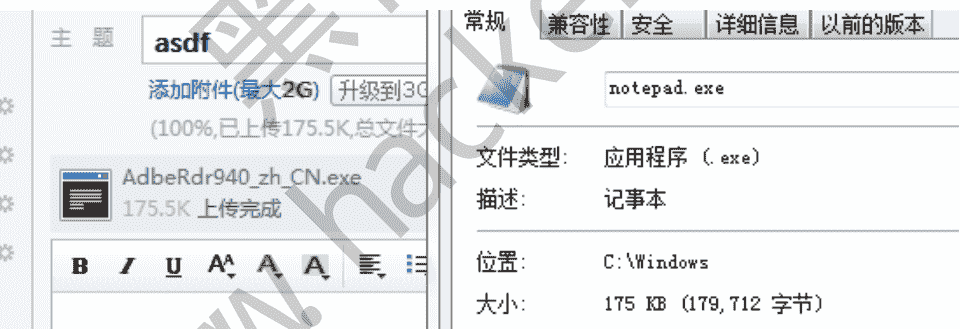 主 题
asdf
添加附件(最大2G)
升级到3G
(100%,已上传175.5K,总文件
AdbeRdr940_zh_CN.exe
175.5K 上传完成
B I U AA A A
常规 兼容性 安全 详细信息 以前的版本
notepad.exe
文件类型: 应用程序 (.exe)
描述: 记事本
位置: C:\Windows
大小: 175 KB (179,712 字节)
黑
www.hacke